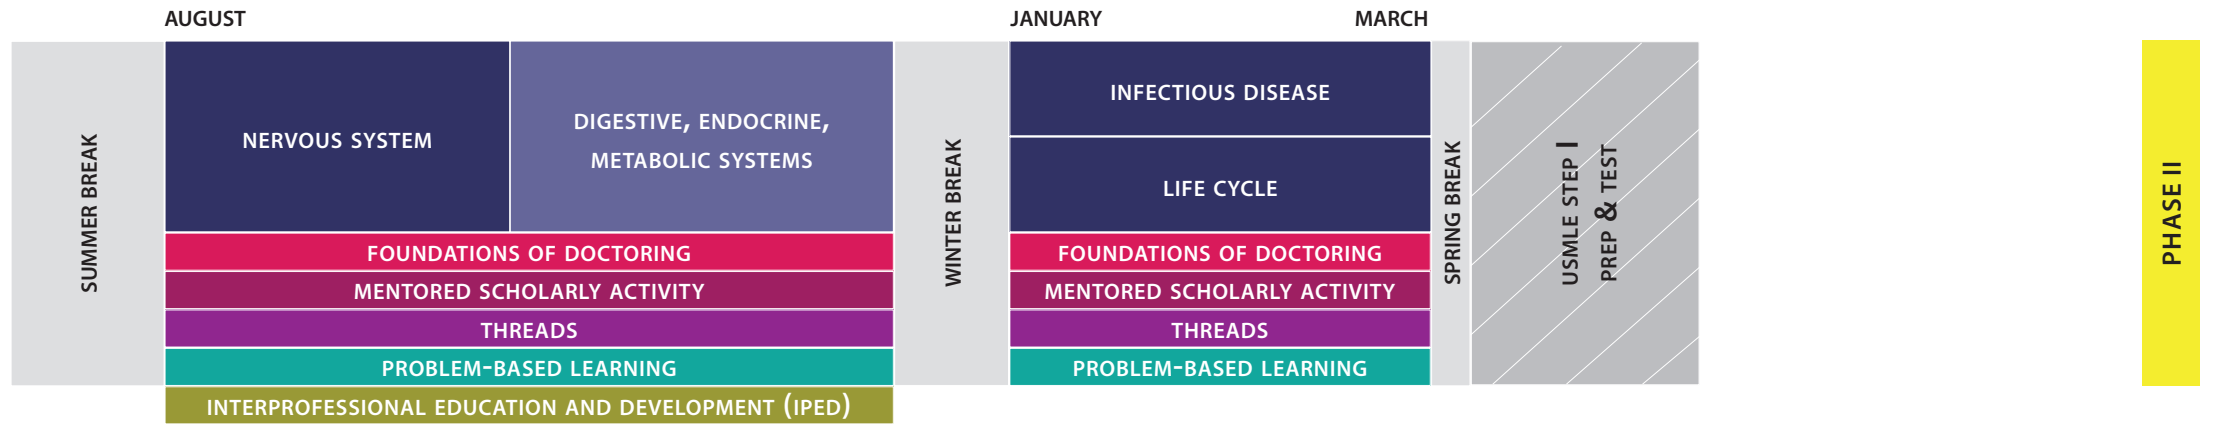 AUGUST
JANUARY
MARCH
SUMMER BREAK
NERVOUS SYSTEM
DIGESTIVE, ENDOCRINE,
METABOLIC SYSTEMS
FOUNDATIONS OF DOCTORING
MENTORED SCHOLARLY ACTIVITY
THREADS
PROBLEM-BASED LEARNING
INTERPROFESSIONAL EDUCATION AND DEVELOPMENT (IPED)
WINTER BREAK
INFECTIOUS DISEASE
LIFE CYCLE
FOUNDATIONS OF DOCTORING
MENTORED SCHOLARLY ACTIVITY
THREADS
PROBLEM-BASED LEARNING
SPRING BREAK
USMLE STEP I
PREP & TEST
PHASE II